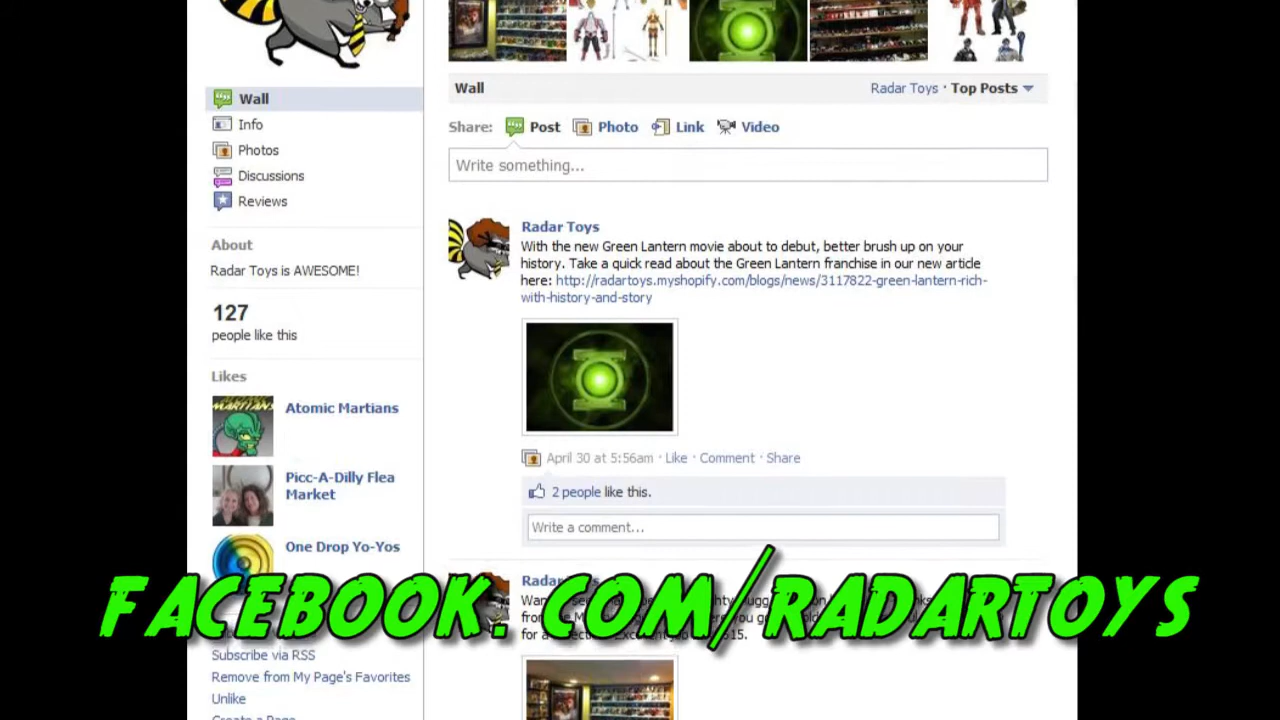 Wall
Info
Photos
Discussions
Reviews
About
Radar Toys is AWESOME!
127
people like this
Likes
Atomic Martians
Picc-A-Dilly Flea
Market
One Drop Yo-Yos
Subscribe via RSS
Remove from My Page's Favorites
Unlike
Create a Page
Wall
Radar Toys · Top Posts
Share: Post Photo Link Video
Write something...
Radar Toys
With the new Green Lantern movie about to debut, better brush up on your
history. Take a quick read about the Green Lantern franchise in our new article
here: http://radartoys.myshopify.com/blogs/news/3117822-green-lantern-rich-
with-history-and-story
April 30 at 5:56am · Like · Comment · Share
2 people like this.
Write a comment...
FACEBOOK.COM/RADARTOYS